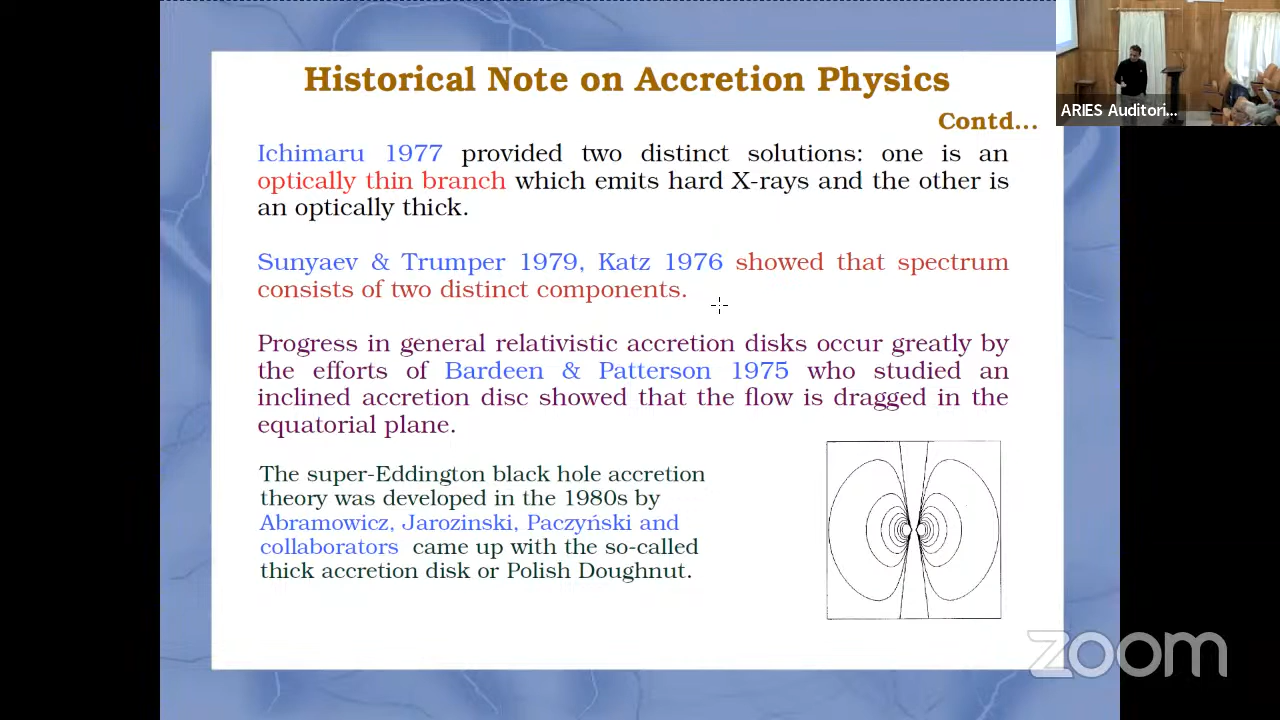 Historical Note on Accretion Physics
Contd...
Ichimaru 1977 provided two distinct solutions: one is an
optically thin branch which emits hard X-rays and the other is
an optically thick.
Sunyaev & Trumper 1979, Katz 1976 showed that spectrum
consists of two distinct components.
Progress in general relativistic accretion disks occur greatly by
the efforts of Bardeen & Patterson 1975 who studied an
inclined accretion disc showed that the flow is dragged in the
equatorial plane.
The super-Eddington black hole accretion
theory was developed in the 1980s by
Abramowicz, Jarozinski, Paczyński and
collaborators came up with the so-called
thick accretion disk or Polish Doughnut.
ARIES Auditori...
zoom